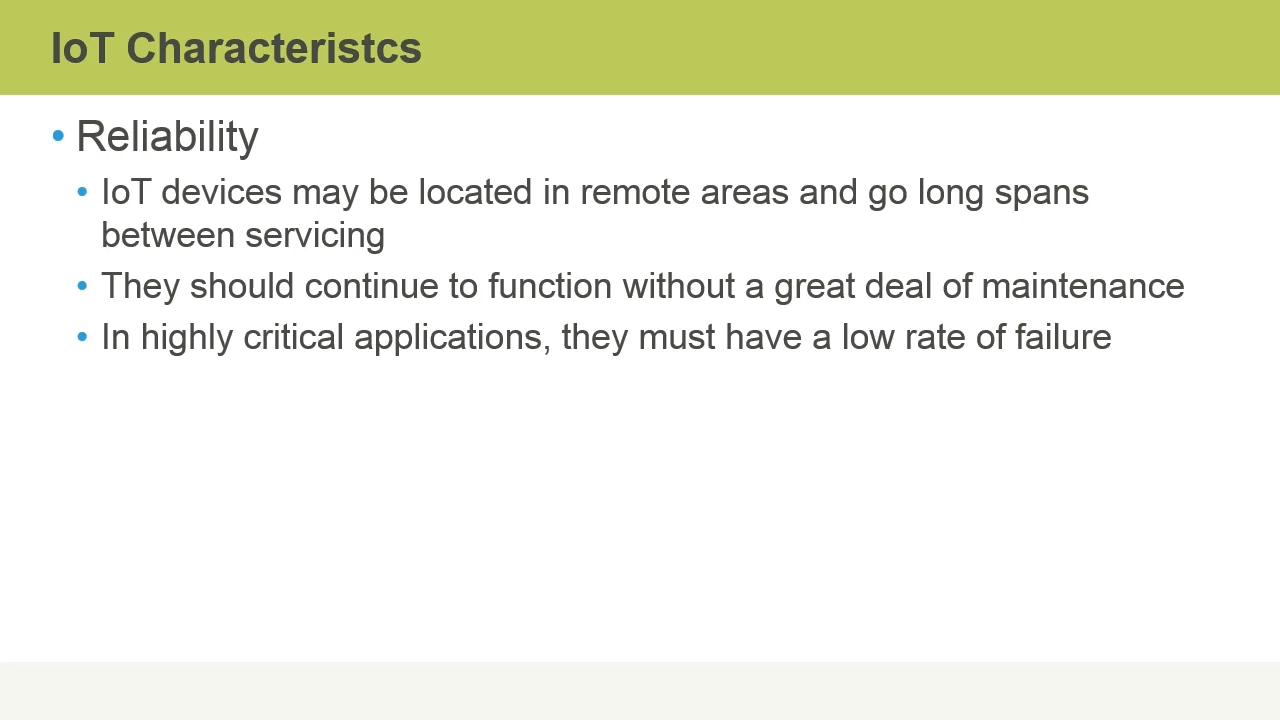 IoT Characteristcs
• Reliability
• IoT devices may be located in remote areas and go long spans
between servicing
• They should continue to function without a great deal of maintenance
• In highly critical applications, they must have a low rate of failure